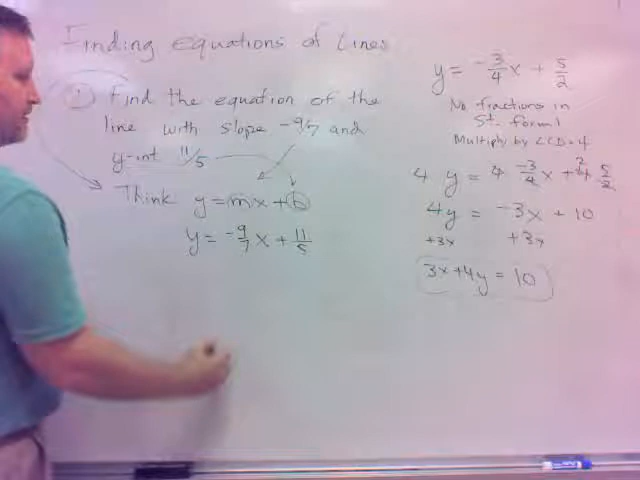 Finding equations of lines
① Find the equation of the
line with slope -9/7 and
y-int 11/5
Think y = mx + b
y = -9/7 x + 11/5
y = -3/4 x + 5/2
No fractions in
St. form!
Multiply by LCD = 4
4 y = 4 -3/4 x + 4 2 5/2
4y = -3x + 10
+3x +3x
3x + 4y = 10